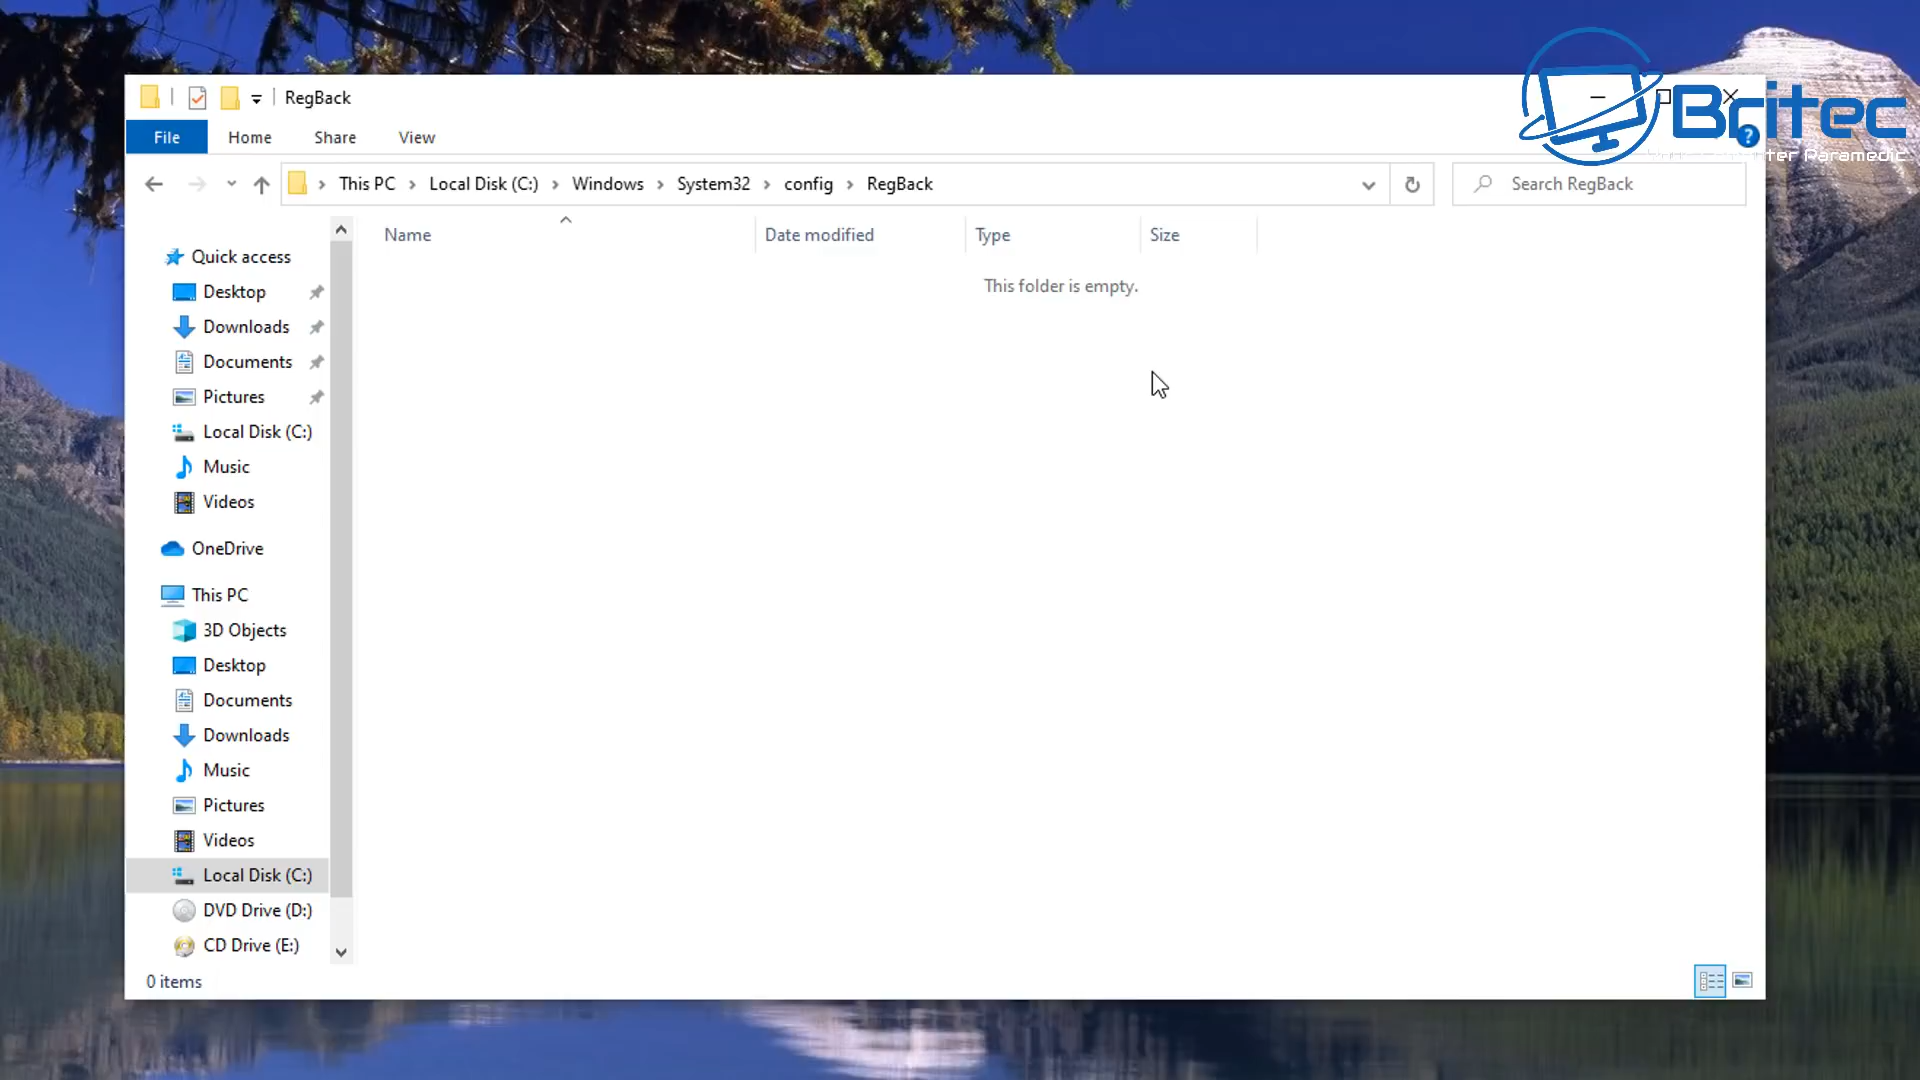 RegBack
File Home Share View
This PC Local Disk (C:) Windows System32 config RegBack
Search RegBack
Name Date modified Type Size
This folder is empty.
Quick access
Desktop
Downloads
Documents
Pictures
Local Disk (C:)
Music
Videos
OneDrive
This PC
3D Objects
Desktop
Documents
Downloads
Music
Pictures
Videos
Local Disk (C:)
DVD Drive (D:)
CD Drive (E:)
0 items
Britec
Paramedic